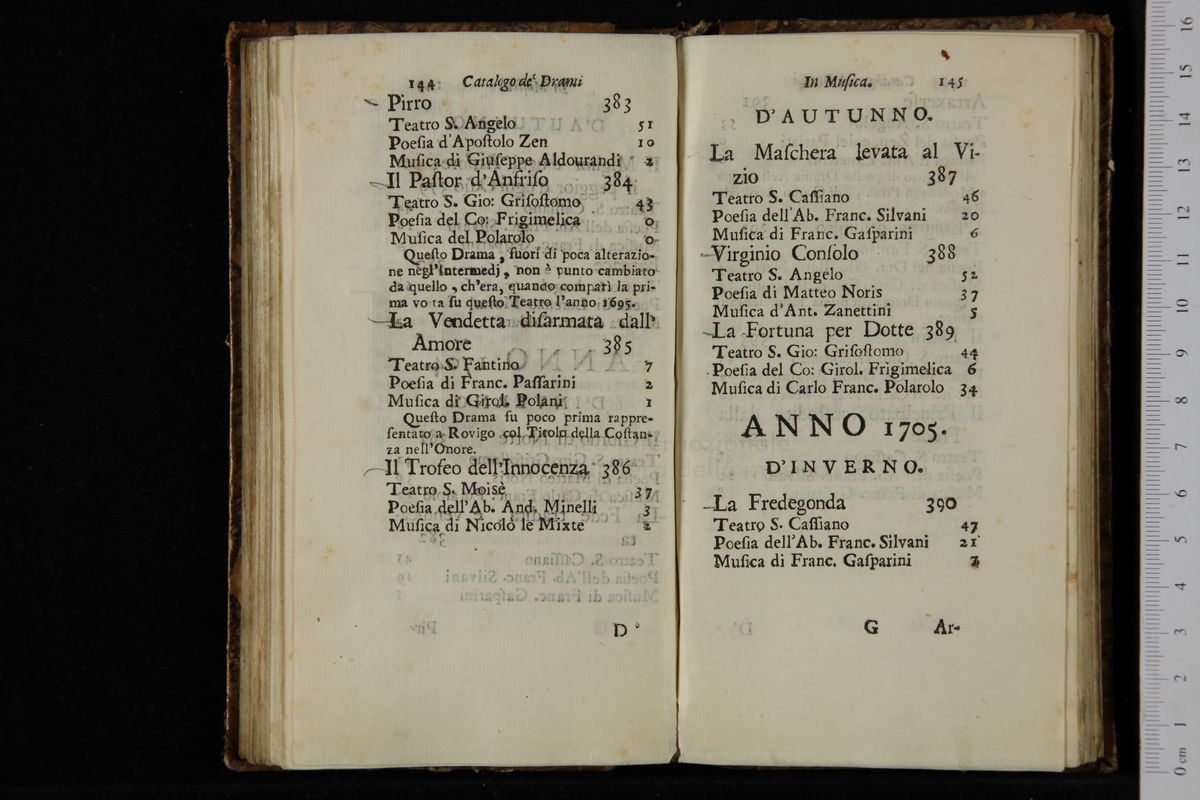 144 Catalogo de' Drami
Pirro 383
Teatro S. Angelo 51
Poeſia d'Apoſtolo Zen 10
Muſica di Giuſeppe Aldourandi 2
Il Paſtor d'Anfriſo 384
Teatro S. Gio: Griſoſtomo 43
Poeſia del Co: Frigimelica 0
Muſica del Polarolo 0
Queſto Drama, fuori di poca alterazio-
ne negl'intermedj, non è punto cambiato
da quello, ch'era, quando comparì la pri-
ma vo ta ſu queſto Teatro l'anno 1695.
La Vendetta diſarmata dall'
Amore 385
Teatro S. Fantino 7
Poeſia di Franc. Paſſarini 2
Muſica di Girol. Polani 1
Queſto Drama fu poco prima rappre-
ſentato a Rovigo col Titolo della Coſtan-
za nell'Onore.
Il Trofeo dell'Innocenza 386
Teatro S. Moisè 37
Poeſia dell'Ab. And. Minelli 3
Muſica di Nicolò le Mixte 2
D'
In Muſica. 145
D'AUTUNNO.
La Maſchera levata al Vi-
zio 387
Teatro S. Caſſiano 46
Poeſia dell'Ab. Franc. Silvani 20
Muſica di Franc. Gaſparini 6
Virginio Conſolo 388
Teatro S. Angelo 52
Poeſia di Matteo Noris 37
Muſica d'Ant. Zanettini 5
La Fortuna per Dotte 389
Teatro S. Gio: Griſoſtomo 44
Poeſia del Co: Girol. Frigimelica 6
Muſica di Carlo Franc. Polarolo 34
ANNO 1705.
D'INVERNO.
La Fredegonda 390
Teatro S. Caſſiano 47
Poeſia dell'Ab. Franc. Silvani 21
Muſica di Franc. Gaſparini 7
G Ar-